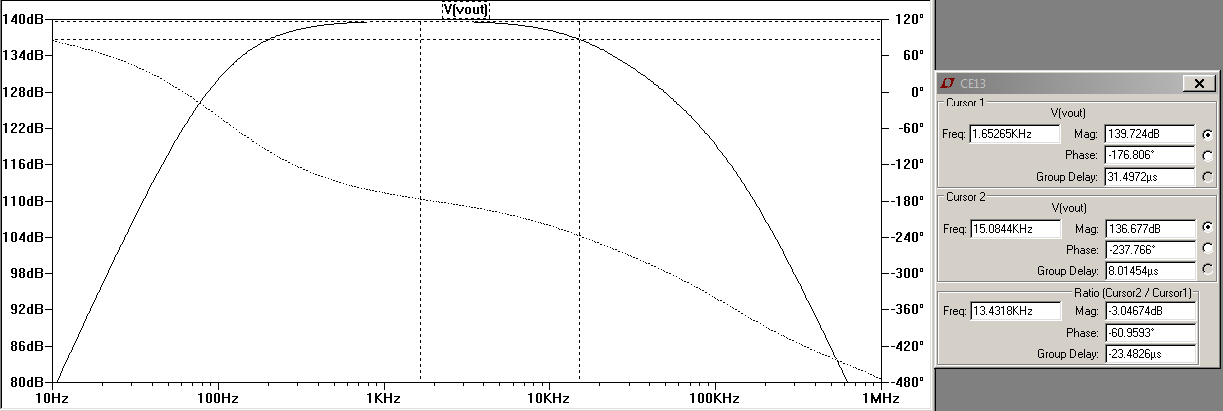 V(vout)
140dB 120°
134dB 60°
128dB 0°
122dB -60°
116dB -120°
110dB -180°
104dB -240°
98dB -300°
92dB -360°
86dB -420°
80dB -480°
10Hz 100Hz 1KHz 10KHz 100KHz 1MHz
CE13
Cursor 1
V(vout)
Freq: 1.65265KHz Mag: 139.724dB
Phase: -176.806°
Group Delay: 31.4972µs
Cursor 2
V(vout)
Freq: 15.0844KHz Mag: 136.677dB
Phase: -237.766°
Group Delay: 8.01454µs
Ratio (Cursor2 / Cursor1)
Freq: 13.4318KHz Mag: -3.04674dB
Phase: -60.9593°
Group Delay: -23.4826µs